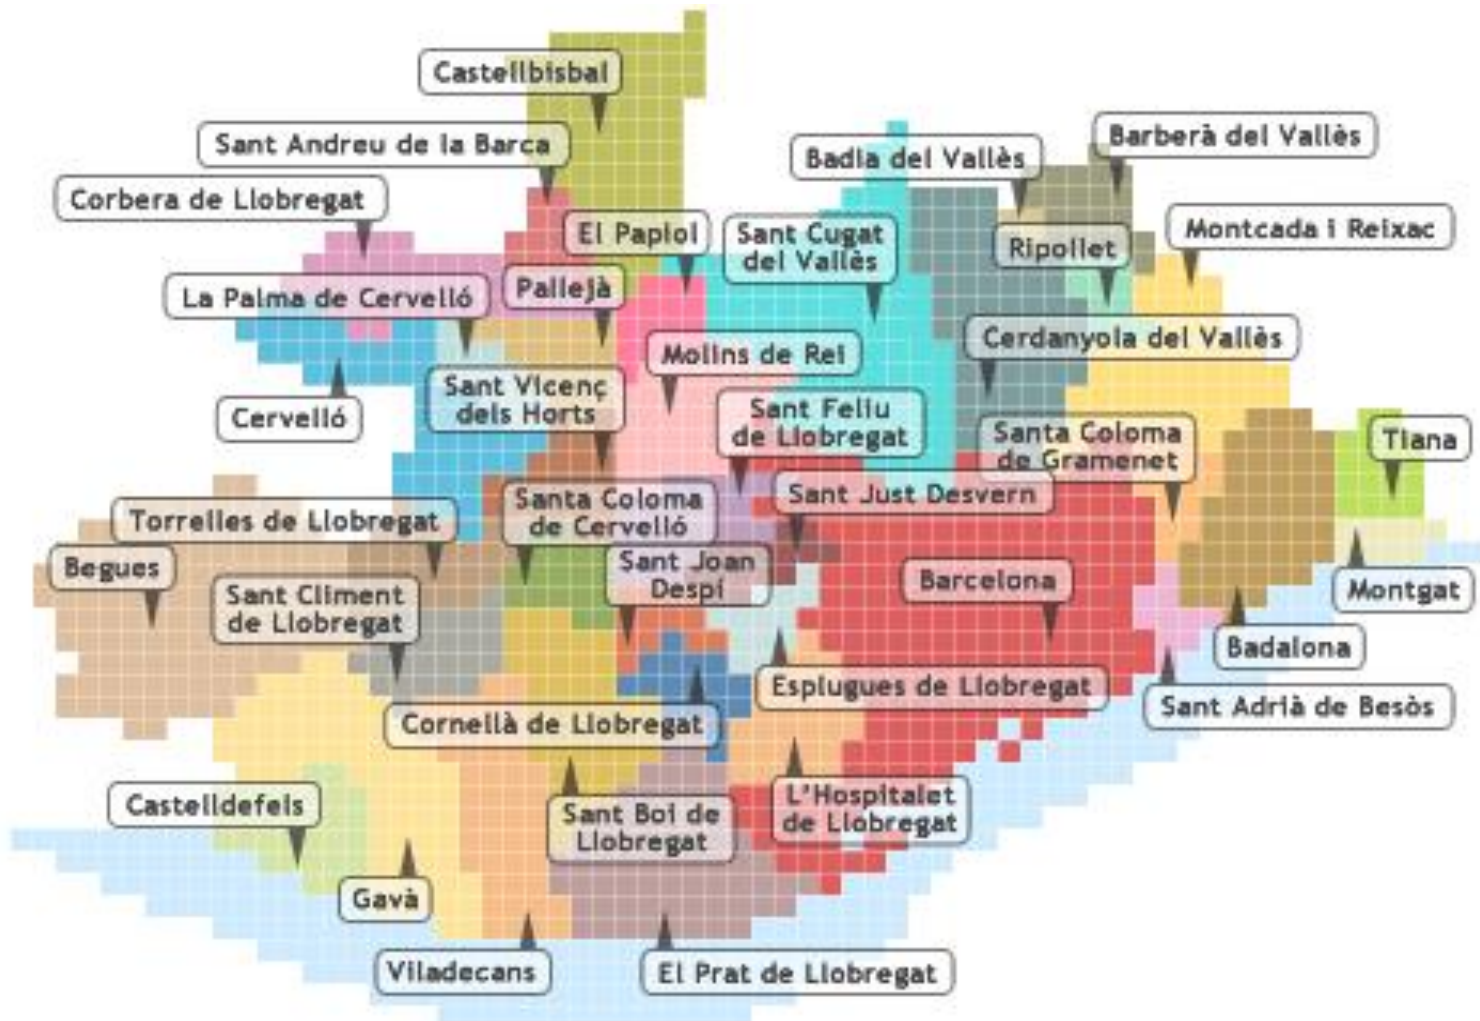 Castellbisbal
Sant Andreu de la Barca
Badia del Vallès
Barberà del Vallès
Corbera de Llobregat
El Papiol
Sant Cugat
del Vallès
Ripollet
Montcada i Reixac
La Palma de Cervelló
Pallejà
Molins de Rei
Cerdanyola del Vallès
Cervelló
Sant Vicenç
dels Horts
Sant Feliu
de Llobregat
Santa Coloma
de Gramenet
Tiana
Torrelles de Llobregat
Santa Coloma
de Cervelló
Sant Just Desvern
Begues
Sant Climent
de Llobregat
Sant Joan
Despí
Barcelona
Montgat
Badalona
Cornellà de Llobregat
Esplugues de Llobregat
Sant Adrià de Besòs
Castelldefels
Sant Boi de
Llobregat
L'Hospitalet
de Llobregat
Gavà
Viladecans
El Prat de Llobregat